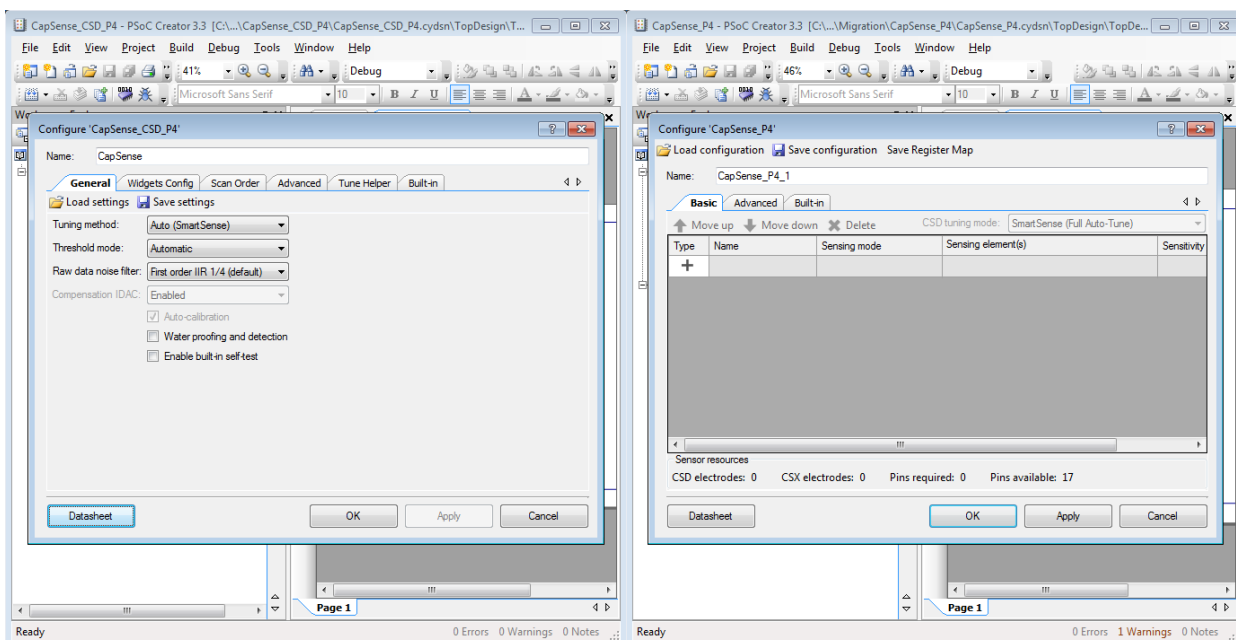 CapSense_CSD_P4 - PSoC Creator 3.3 [C:\...\CapSense_CSD_P4\CapSense_CSD_P4.cydsn\TopDesign\T...
File Edit View Project Build Debug Tools Window Help
41% Debug
Microsoft Sans Serif 10 B I U A
Configure 'CapSense_CSD_P4'
Name: CapSense
General Widgets Config Scan Order Advanced Tune Helper Built-in
Load settings Save settings
Tuning method: Auto (SmartSense)
Threshold mode: Automatic
Raw data noise filter: First order IIR 1/4 (default)
Compensation IDAC: Enabled
Auto-calibration
Water proofing and detection
Enable built-in self-test
Datasheet OK Apply Cancel
Page 1
Ready 0 Errors 0 Warnings 0 Notes
CapSense_P4 - PSoC Creator 3.3 [C:\...\Migration\CapSense_P4\CapSense_P4.cydsn\TopDesign\TopDe...
File Edit View Project Build Debug Tools Window Help
46% Debug
Microsoft Sans Serif 10 B I U A
Configure 'CapSense_P4'
Load configuration Save configuration Save Register Map
Name: CapSense_P4_1
Basic Advanced Built-in
Move up Move down Delete CSD tuning mode: SmartSense (Full Auto-Tune)
Type Name Sensing mode Sensing element(s) Sensitivity
Sensor resources
CSD electrodes: 0 CSX electrodes: 0 Pins required: 0 Pins available: 17
Datasheet OK Apply Cancel
Page 1
Ready 0 Errors 1 Warnings 0 Notes